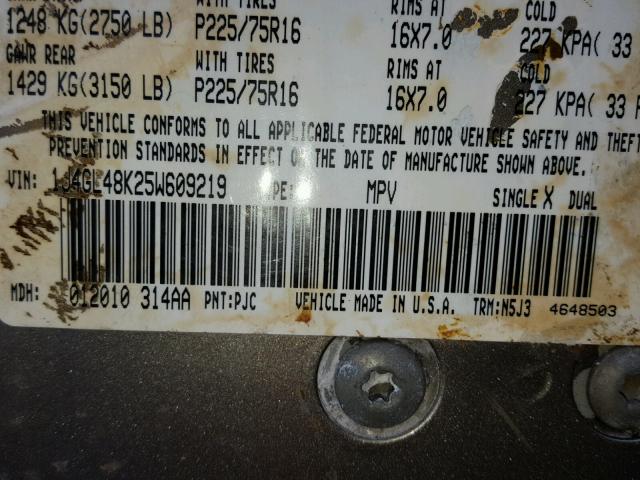 1248 KG(2750 LB) P225/75R16 16X7.0 227 KPA( 33
GAWR REAR WITH TIRES RIMS AT COLD
1429 KG(3150 LB) P225/75R16 16X7.0 227 KPA( 33
THIS VEHICLE CONFORMS TO ALL APPLICABLE FEDERAL MOTOR VEHICLE SAFETY AND THEFT
PREVENTION STANDARDS IN EFFECT ON THE DATE OF MANUFACTURE SHOWN ABOVE.
VIN: 1J4GL48K25W609219 MPV SINGLE X DUAL
MDH: 012010 314AA PNT:PJC VEHICLE MADE IN U.S.A. TRM:N5J3 4648503